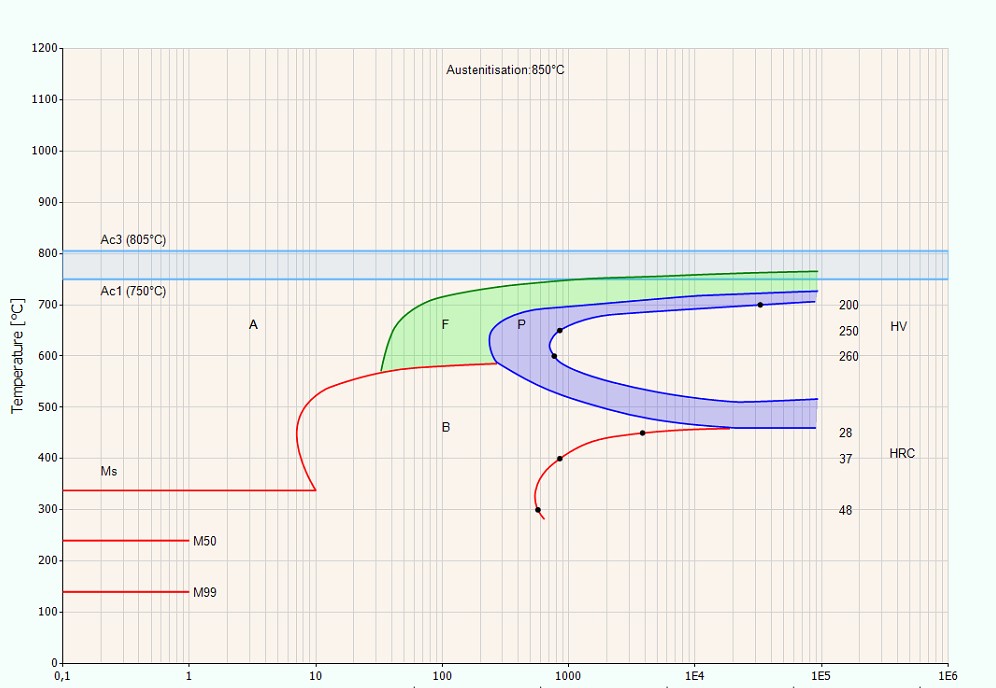 1200
Austenitisation:850°C
1100
1000
900
Ac3 (805°C)
800
Ac1 (750°C)
700
200
A
F
P
HV
250
600
260
Temperature [°C]
500
B
28
HRC
400
37
Ms
300
48
M50
200
M99
100
0
0,1 1 10 100 1000 1E4 1E5 1E6